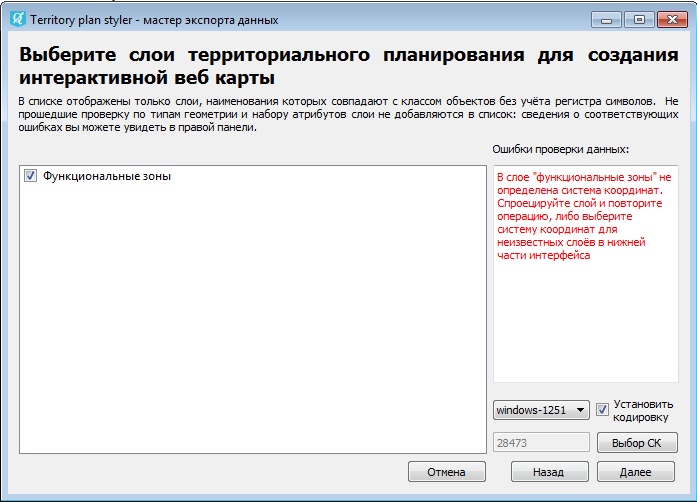 Territory plan styler - мастер экспорта данных
Выберите слои территориального планирования для создания
интерактивной веб карты
В списке отображены только слои, наименования которых совпадают с классом объектов без учёта регистра символов. Не
прошедшие проверку по типам геометрии и набору атрибутов слои не добавляются в список: сведения о соответствующих
ошибках вы можете увидеть в правой панели.
Ошибки проверки данных:
Функциональные зоны
В слое "функциональные зоны" не
определена система координат.
Спроецируйте слой и повторите
операцию, либо выберите
систему координат для
неизвестных слоёв в нижней
части интерфейса
windows-1251
Установить
кодировку
28473
Выбор СК
Отмена
Назад
Далее